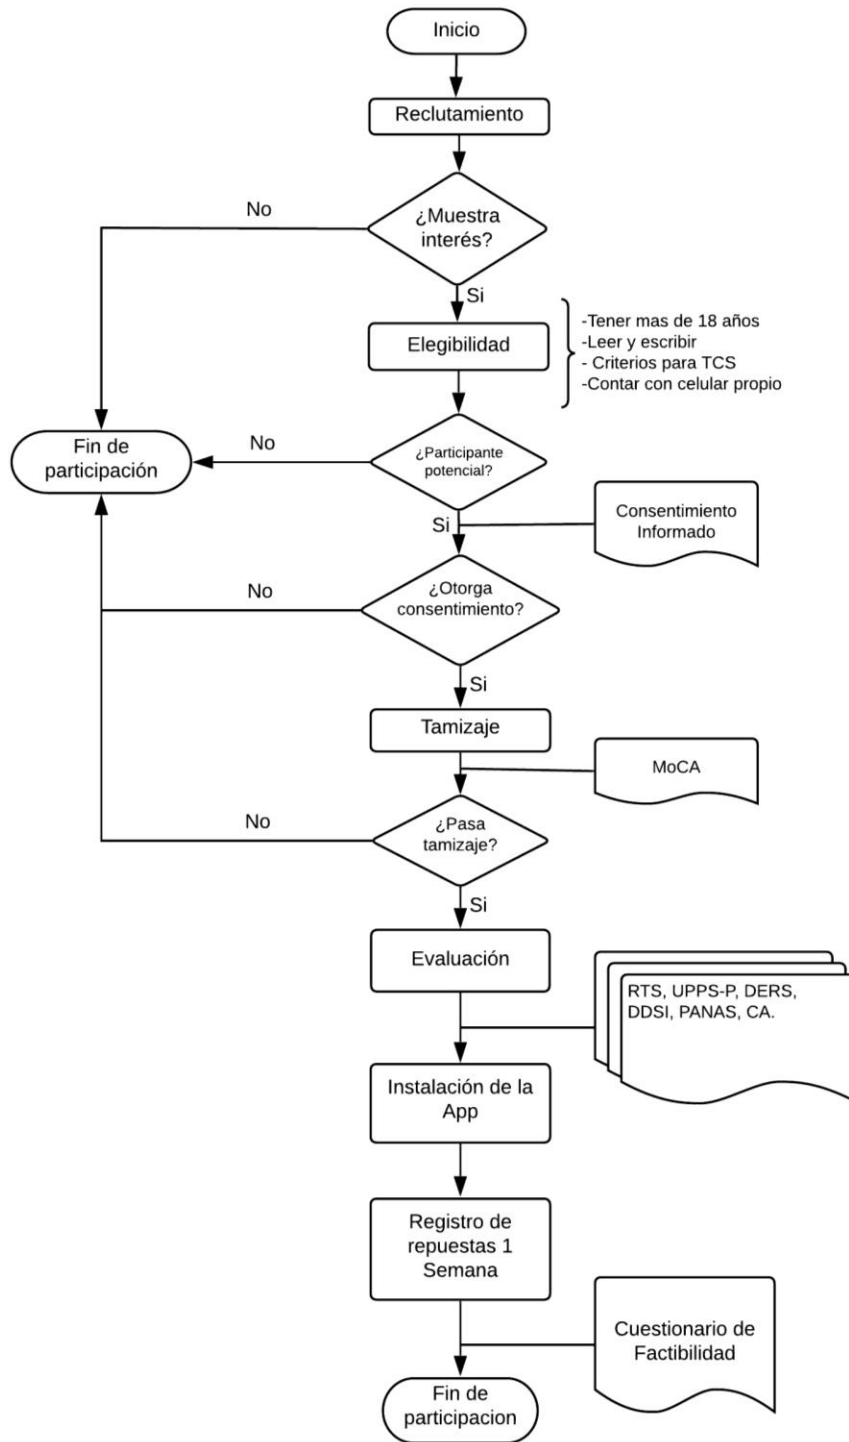 Inicio
Reclutamiento
¿Muestra
interés?
No
Si
Elegibilidad
-Tener mas de 18 años
-Leer y escribir
- Criterios para TCS
-Contar con celular propio
Fin de
participación
No
¿Participante
potencial?
Si
Consentimiento
Informado
No
¿Otorga
consentimiento?
Si
Tamizaje
MoCA
No
¿Pasa
tamizaje?
Si
Evaluación
RTS, UPPS-P, DERS,
DDSI, PANAS, CA.
Instalación de la
App
Registro de
repuestas 1
Semana
Cuestionario de
Factibilidad
Fin de
participacion